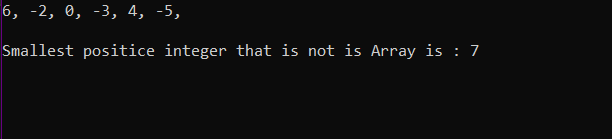 6, -2, 0, -3, 4, -5,
Smallest positice integer that is not is Array is : 7